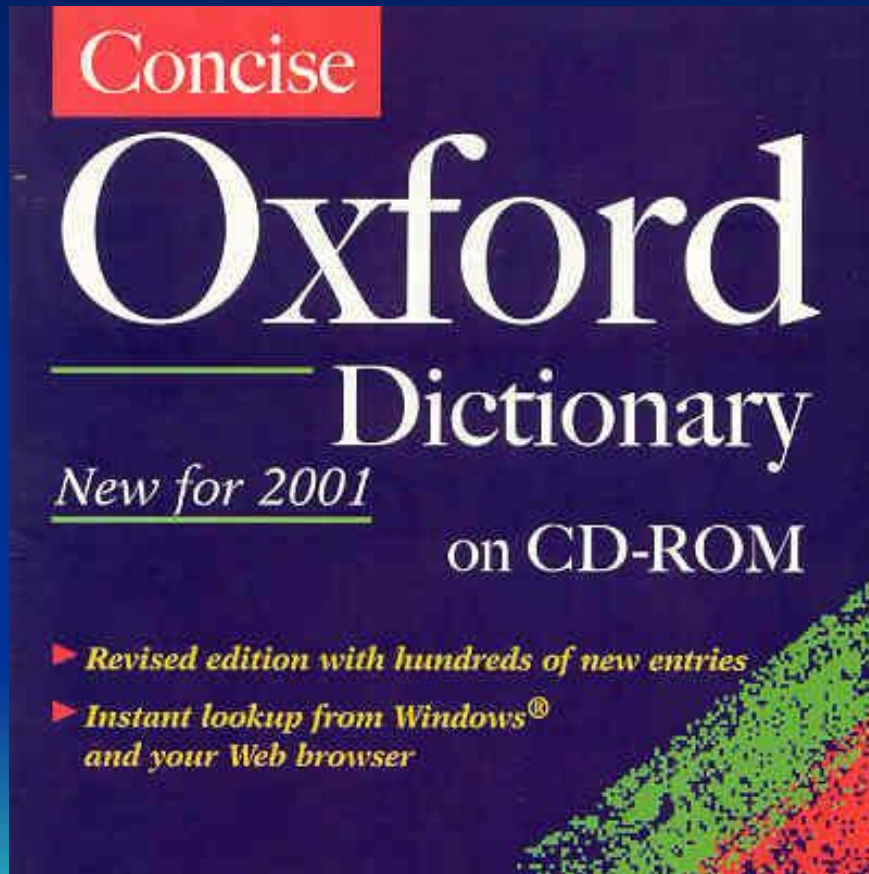 Concise
Oxford
Dictionary
New for 2001
on CD-ROM
Revised edition with hundreds of new entries
Instant lookup from Windows®
and your Web browser